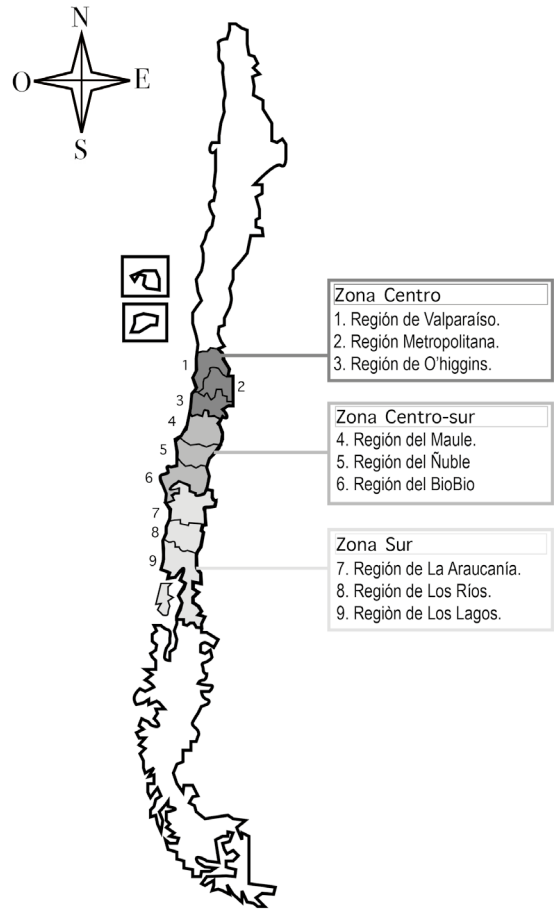 N
O E
S
Zona Centro
1. Región de Valparaíso.
2. Región Metropolitana.
3. Región de O'higgins.
1
2
3
4
Zona Centro-sur
4. Región del Maule.
5. Región del Ñuble
6. Región del BioBio
5
6
7
8
9
Zona Sur
7. Región de La Araucanía.
8. Región de Los Ríos.
9. Regiòn de Los Lagos.